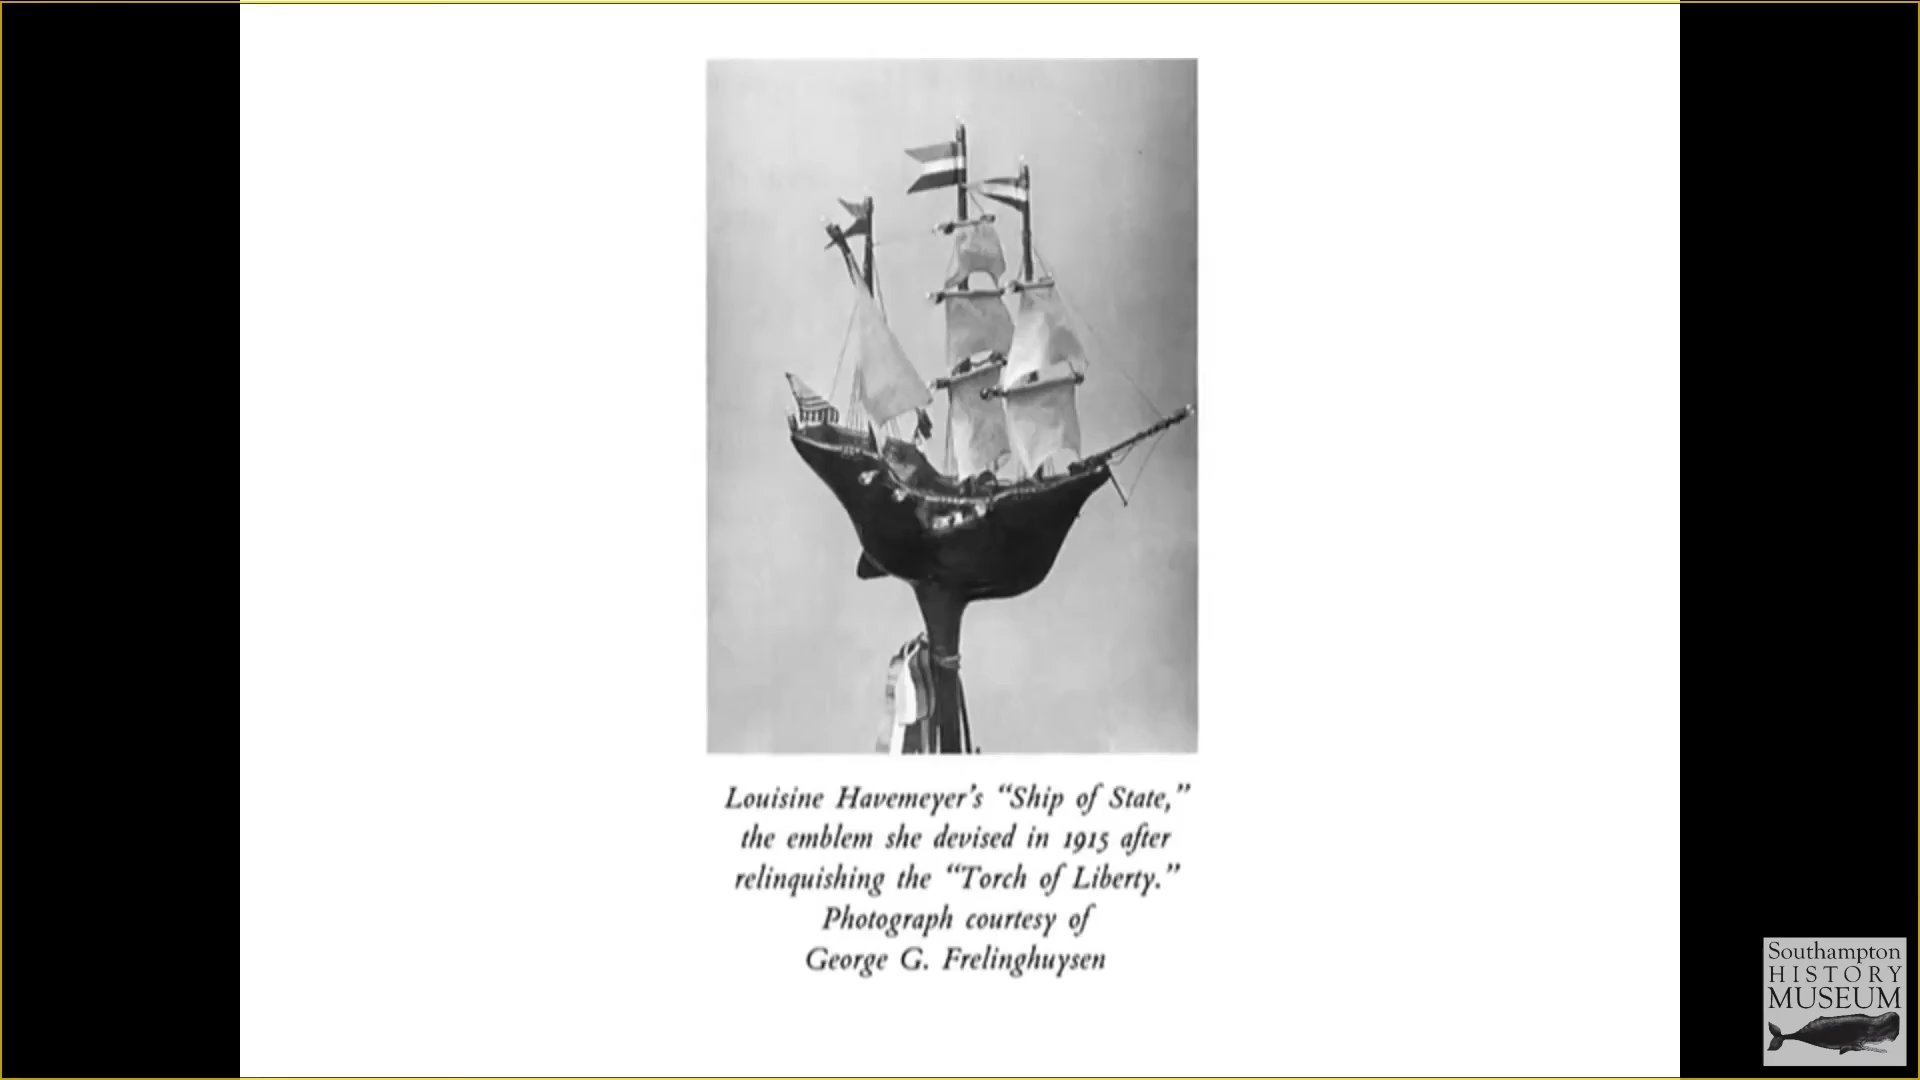 Louisine Havemeyer's “Ship of State,”
the emblem she devised in 1915 after
relinquishing the “Torch of Liberty.”
Photograph courtesy of
George G. Frelinghuysen
Southampton
HISTORY
MUSEUM